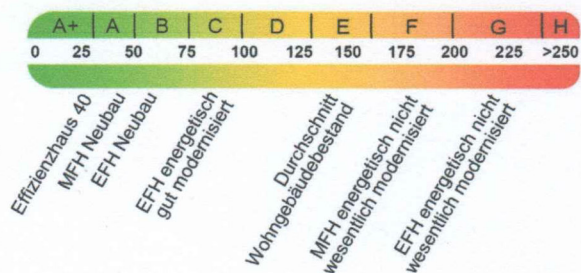 A+ A B C D E F G H
0 25 50 75 100 125 150 175 200 225 >250
Effizienzhaus 40
MFH Neubau
EFH Neubau
EFH energetisch
gut modernisiert
Durchschnitt
Wohngebäudebestand
MFH energetisch nicht
wesentlich modernisiert
EFH energetisch nicht
wesentlich modernisiert